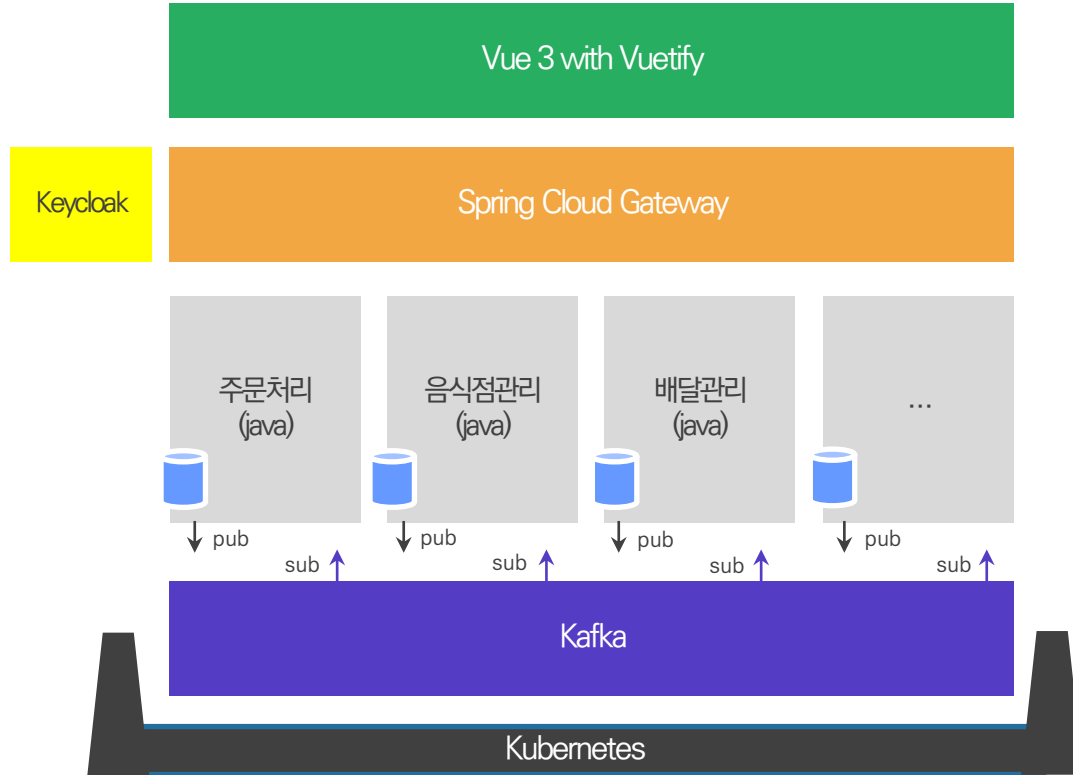 Vue 3 with Vuetify
Keycloak
Spring Cloud Gateway
주문처리
(java)
음식점관리
(java)
배달관리
(java)
...
pub
pub
pub
pub
sub
sub
sub
sub
Kafka
Kubernetes